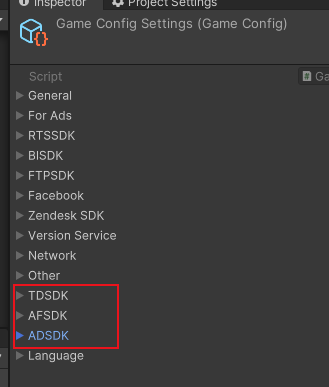 Inspector
Project Settings
Game Config Settings (Game Config)
Script
General
For Ads
RTSSDK
BISDK
FTPSDK
Facebook
Zendesk SDK
Version Service
Network
Other
TDSDK
AFSDK
ADSDK
Language